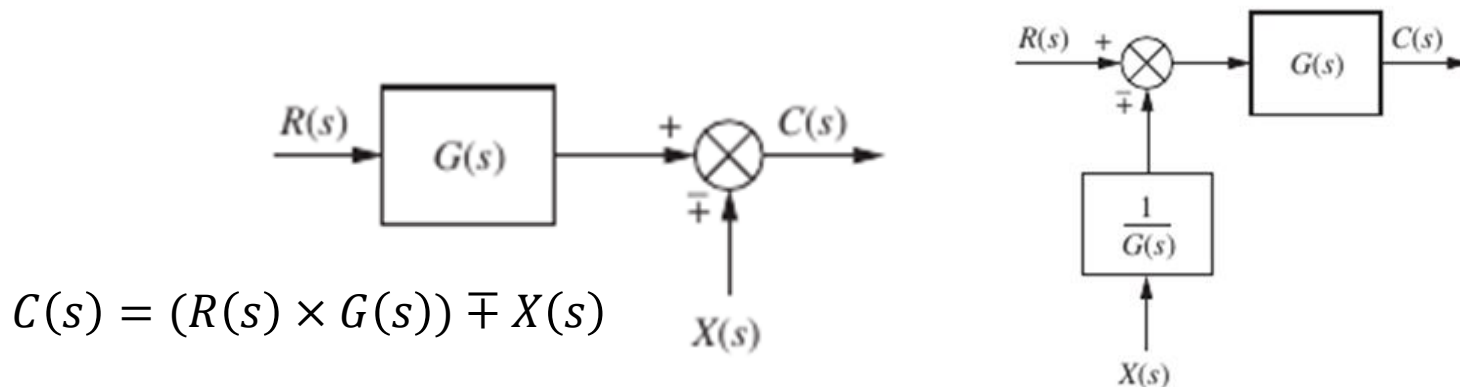 R(s)
G(s)
+
∓
C(s)
X(s)
C(s) = (R(s) × G(s)) ∓ X(s)
R(s)
+
∓
G(s)
C(s)
1
G(s)
X(s)